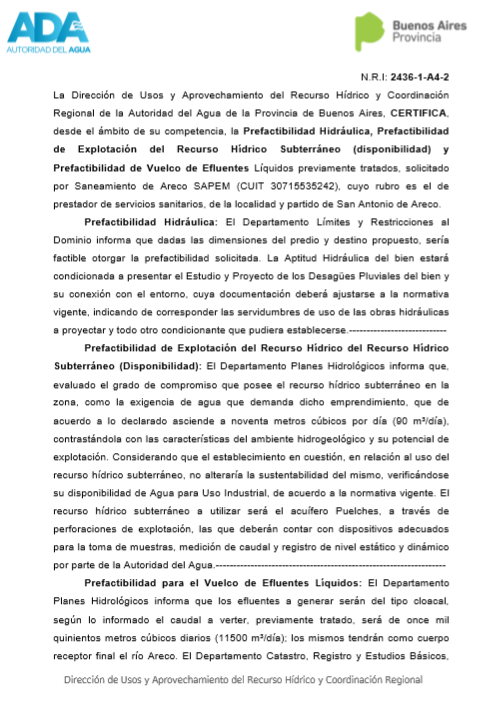 ADA
AUTORIDAD DEL AGUA
Buenos Aires
Provincia
N.R.I: 2436-1-A4-2
La Dirección de Usos y Aprovechamiento del Recurso Hídrico y Coordinación
Regional de la Autoridad del Agua de la Provincia de Buenos Aires, CERTIFICA,
desde el ámbito de su competencia, la Prefactibilidad Hidráulica, Prefactibilidad
de Explotación del Recurso Hídrico Subterráneo (disponibilidad) y
Prefactibilidad de Vuelco de Efluentes Líquidos previamente tratados, solicitado
por Saneamiento de Areco SAPEM (CUIT 30715535242), cuyo rubro es el de
prestador de servicios sanitarios, de la localidad y partido de San Antonio de Areco.
Prefactibilidad Hidráulica: El Departamento Límites y Restricciones al
Dominio informa que dadas las dimensiones del predio y destino propuesto, sería
factible otorgar la prefactibilidad solicitada. La Aptitud Hidráulica del bien estará
condicionada a presentar el Estudio y Proyecto de los Desagües Pluviales del bien y
su conexión con el entorno, cuya documentación deberá ajustarse a la normativa
vigente, indicando de corresponder las servidumbres de uso de las obras hidráulicas
a proyectar y todo otro condicionante que pudiera establecerse.----------------------------
Prefactibilidad de Explotación del Recurso Hídrico del Recurso Hídrico
Subterráneo (Disponibilidad): El Departamento Planes Hidrológicos informa que,
evaluado el grado de compromiso que posee el recurso hídrico subterráneo en la
zona, como la exigencia de agua que demanda dicho emprendimiento, que de
acuerdo a lo declarado asciende a noventa metros cúbicos por día (90 m³/día),
contrastándola con las características del ambiente hidrogeológico y su potencial de
explotación. Considerando que el establecimiento en cuestión, en relación al uso del
recurso hídrico subterráneo, no alteraría la sustentabilidad del mismo, verificándose
su disponibilidad de Agua para Uso Industrial, de acuerdo a la normativa vigente. El
recurso hídrico subterráneo a utilizar será el acuífero Puelches, a través de
perforaciones de explotación, las que deberán contar con dispositivos adecuados
para la toma de muestras, medición de caudal y registro de nivel estático y dinámico
por parte de la Autoridad del Agua.------------------------------------------------------------------
Prefactibilidad para el Vuelco de Efluentes Líquidos: El Departamento
Planes Hidrológicos informa que los efluentes a generar serán del tipo cloacal,
según lo informado el caudal a verter, previamente tratado, será de once mil
quinientos metros cúbicos diarios (11500 m³/día); los mismos tendrán como cuerpo
receptor final el río Areco. El Departamento Catastro, Registro y Estudios Básicos,
Dirección de Usos y Aprovechamiento del Recurso Hídrico y Coordinación Regional